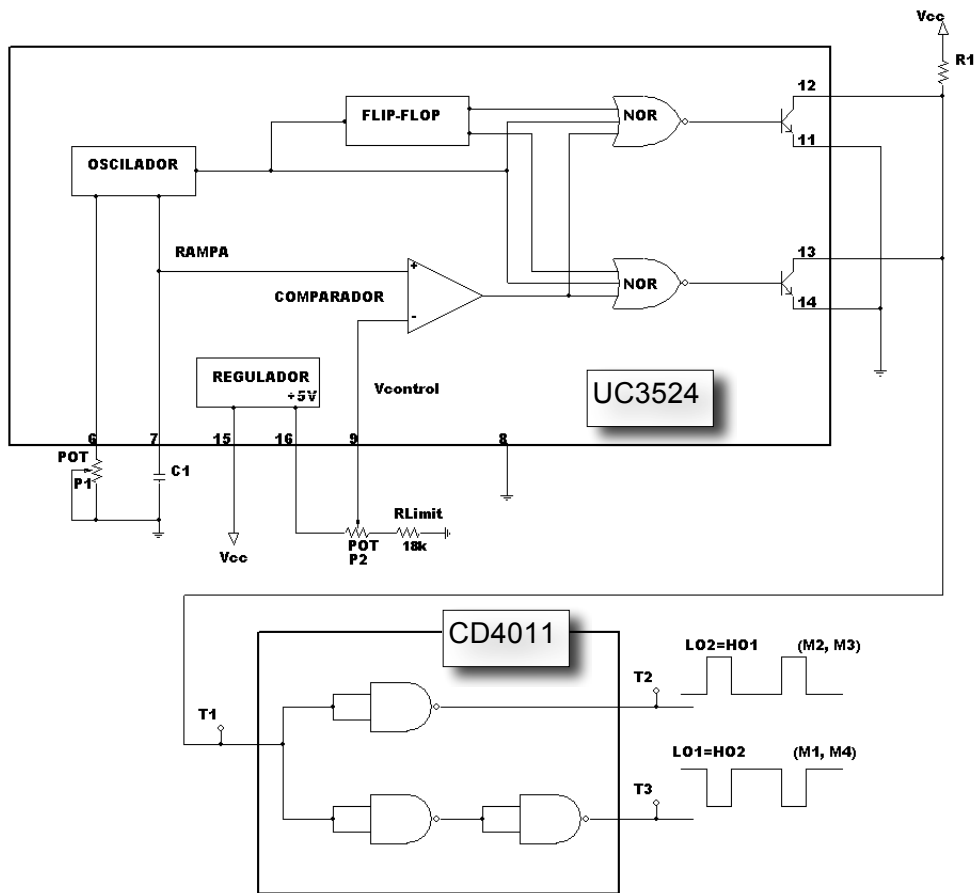 Vcc
R1
12
FLIP-FLOP
NOR
11
OSCILADOR
RAMPA
13
COMPARADOR
+
-
NOR
14
REGULADOR
+5V
Vcontrol
UC3524
6
7
15
16
9
8
POT
P1
C1
RLimit
Vcc
POT
P2
18k
CD4011
LO2=HO1
(M2, M3)
T2
T1
LO1=HO2
(M1, M4)
T3